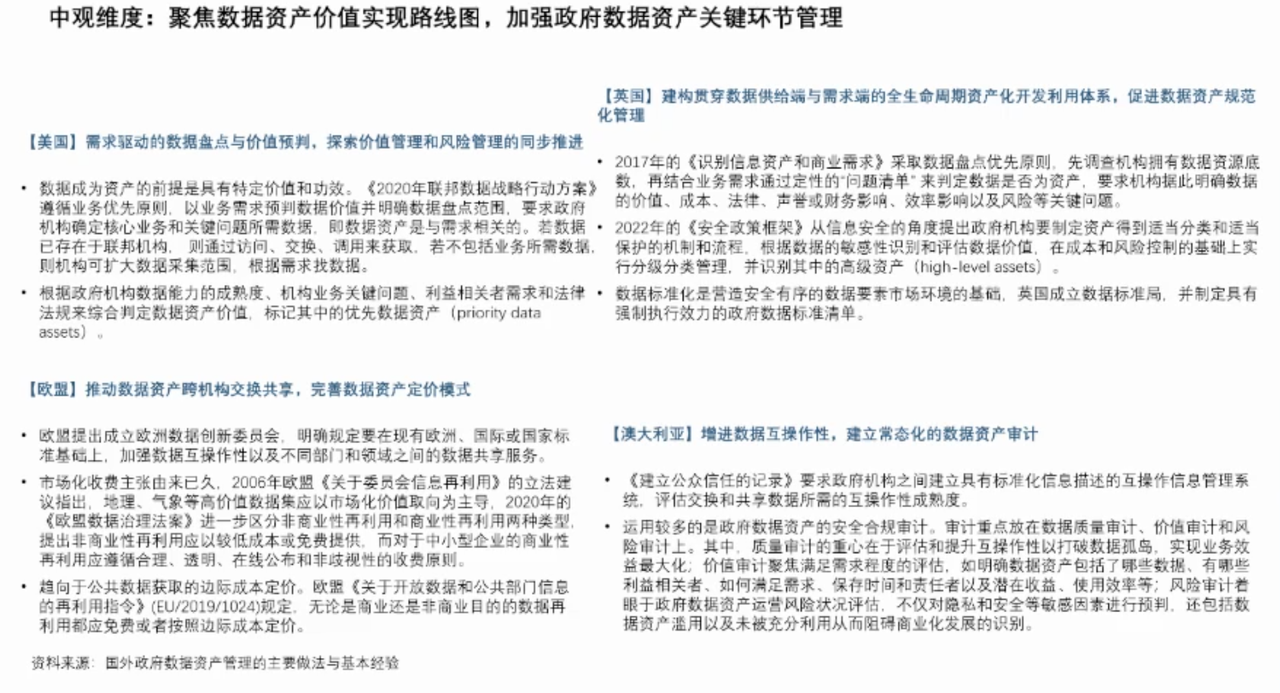 中观维度：聚焦数据资产价值实现路线图，加强政府数据资产关键环节管理
【美国】需求驱动的数据盘点与价值预判，探索价值管理和风险管理的同步推进
• 数据成为资产的前提是具有特定价值和功效。《2020年联邦数据战略行动方案》
遵循业务优先原则，以业务需求预判数据价值并明确数据盘点范围，要求政府
机构确定核心业务和关键问题所需数据，即数据资产是与需求相关的。若数据
已存在于联邦机构， 则通过访问、交换、调用来获取，若不包括业务所需数据，
则机构可扩大数据采集范围，根据需求找数据。
• 根据政府机构数据能力的成熟度、机构业务关键问题、利益相关者需求和法律
法规来综合判定数据资产价值，标记其中的优先数据资产（priority data
assets）。
【英国】建构贯穿数据供给端与需求端的全生命周期资产化开发利用体系，促进数据资产规范
化管理
• 2017年的《识别信息资产和商业需求》采取数据盘点优先原则，先调查机构拥有数据资源底
数，再结合业务需求通过定性的“问题清单” 来判定数据是否为资产，要求机构据此明确数据
的价值、成本、法律、声誉或财务影响、效率影响以及风险等关键问题。
• 2022年的《安全政策框架》从信息安全的角度提出政府机构要制定资产得到适当分类和适当
保护的机制和流程，根据数据的敏感性识别和评估数据价值，在成本和风险控制的基础上实
行分级分类管理，并识别其中的高级资产（high-level assets）。
• 数据标准化是营造安全有序的数据要素市场环境的基础，英国成立数据标准局，并制定具有
强制执行效力的政府数据标准清单。
【欧盟】推动数据资产跨机构交换共享，完善数据资产定价模式
• 欧盟提出成立欧洲数据创新委员会，明确规定要在现有欧洲、国际或国家标
准基础上，加强数据互操作性以及不同部门和领域之间的数据共享服务。
• 市场化收费主张由来已久，2006年欧盟《关于委员会信息再利用》的立法建
议指出，地理、气象等高价值数据集应以市场化价值取向为主导，2020年的
《欧盟数据治理法案》进一步区分非商业性再利用和商业性再利用两种类型，
提出非商业性再利用应以较低成本或免费提供，而对于中小型企业的商业性
再利用应遵循合理、透明、在线公布和非歧视性的收费原则。
• 趋向于公共数据获取的边际成本定价。欧盟《关于开放数据和公共部门信息
的再利用指令》(EU/2019/1024)规定，无论是商业还是非商业目的的数据再
利用都应免费或者按照边际成本定价。
【澳大利亚】增进数据互操作性，建立常态化的数据资产审计
• 《建立公众信任的记录》要求政府机构之间建立具有标准化信息描述的互操作信息管理系
统，评估交换和共享数据所需的互操作性成熟度。
• 运用较多的是政府数据资产的安全合规审计。审计重点放在数据质量审计、价值审计和风
险审计上。其中，质量审计的重心在于评估和提升互操作性以打破数据孤岛，实现业务效
益最大化；价值审计聚焦满足需求程度的评估，如明确数据资产包括了哪些数据、有哪些
利益相关者、如何满足需求、保存时间和责任者以及潜在收益、使用效率等；风险审计着
眼于政府数据资产运营风险状况评估，不仅对隐私和安全等敏感因素进行预判，还包括数
据资产滥用以及未被充分利用从而阻碍商业化发展的识别。
资料来源：国外政府数据资产管理的主要做法与基本经验